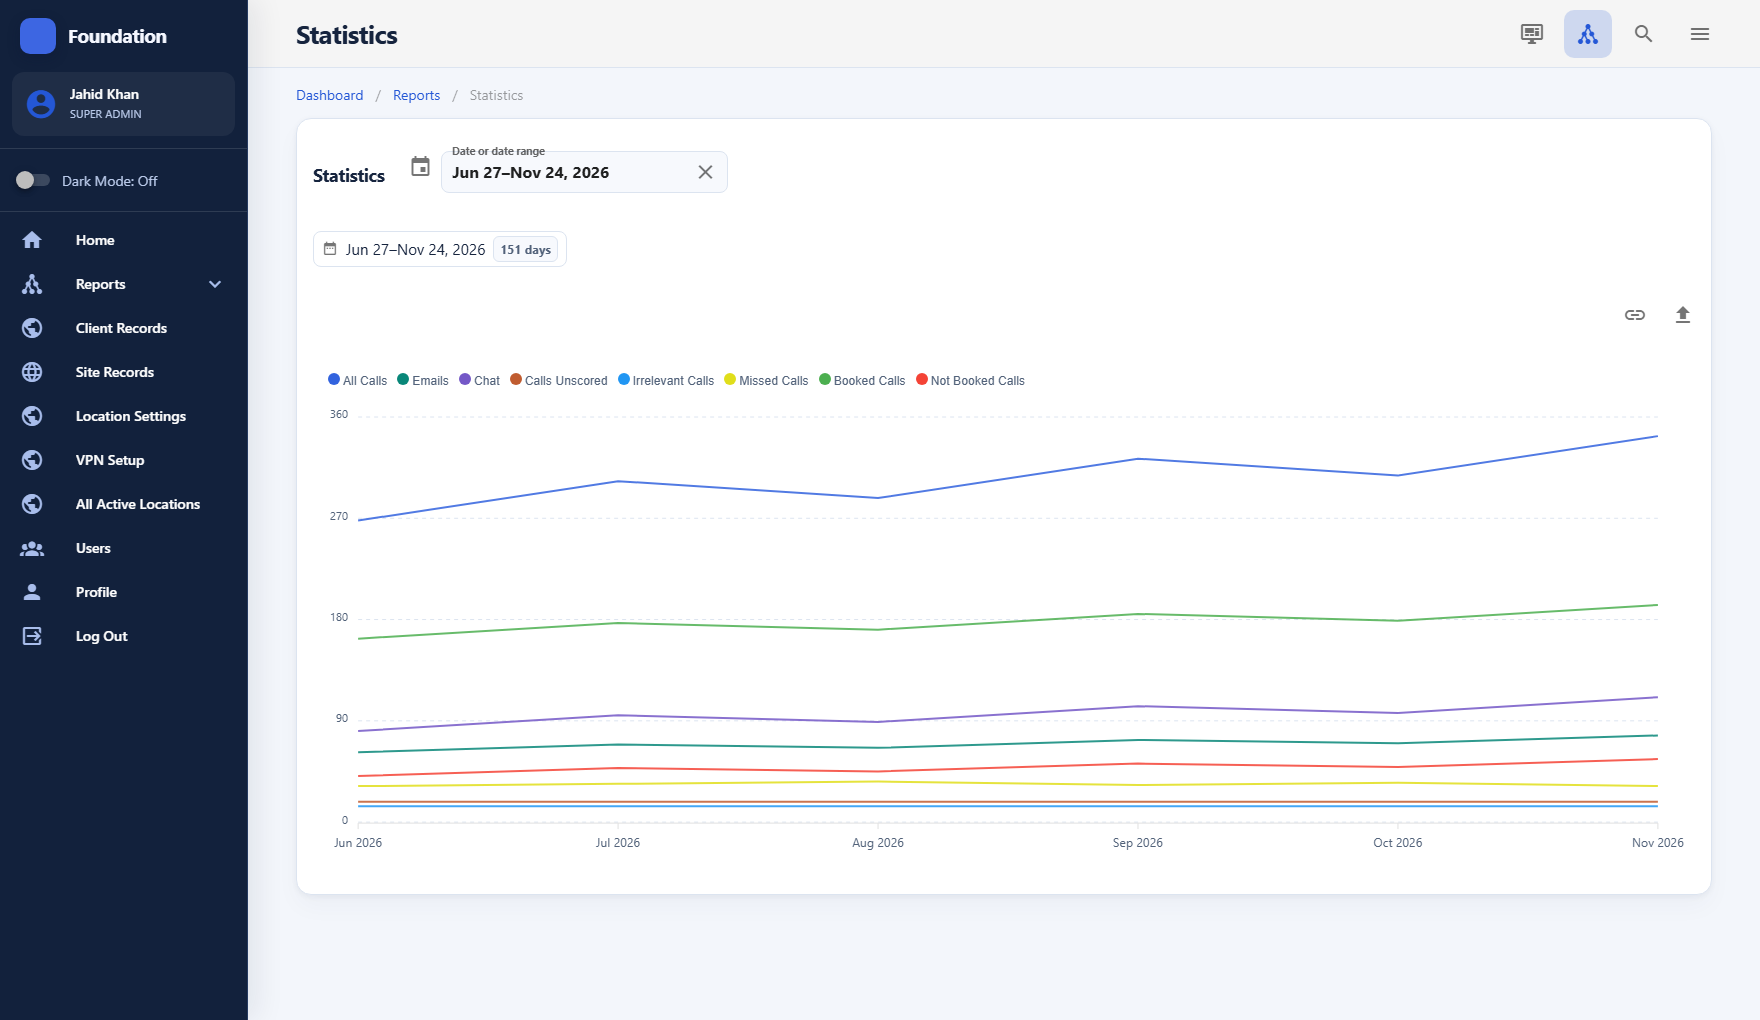 Foundation
Jahid Khan
SUPER ADMIN
Dark Mode: Off
Home
Reports
Client Records
Site Records
Location Settings
VPN Setup
All Active Locations
Users
Profile
Log Out
Statistics
Dashboard / Reports / Statistics
Statistics
Date or date range
Jun 27–Nov 24, 2026
Jun 27–Nov 24, 2026 151 days
All Calls Emails Chat Calls Unscored Irrelevant Calls Missed Calls Booked Calls Not Booked Calls
360
270
180
90
0
Jun 2026 Jul 2026 Aug 2026 Sep 2026 Oct 2026 Nov 2026